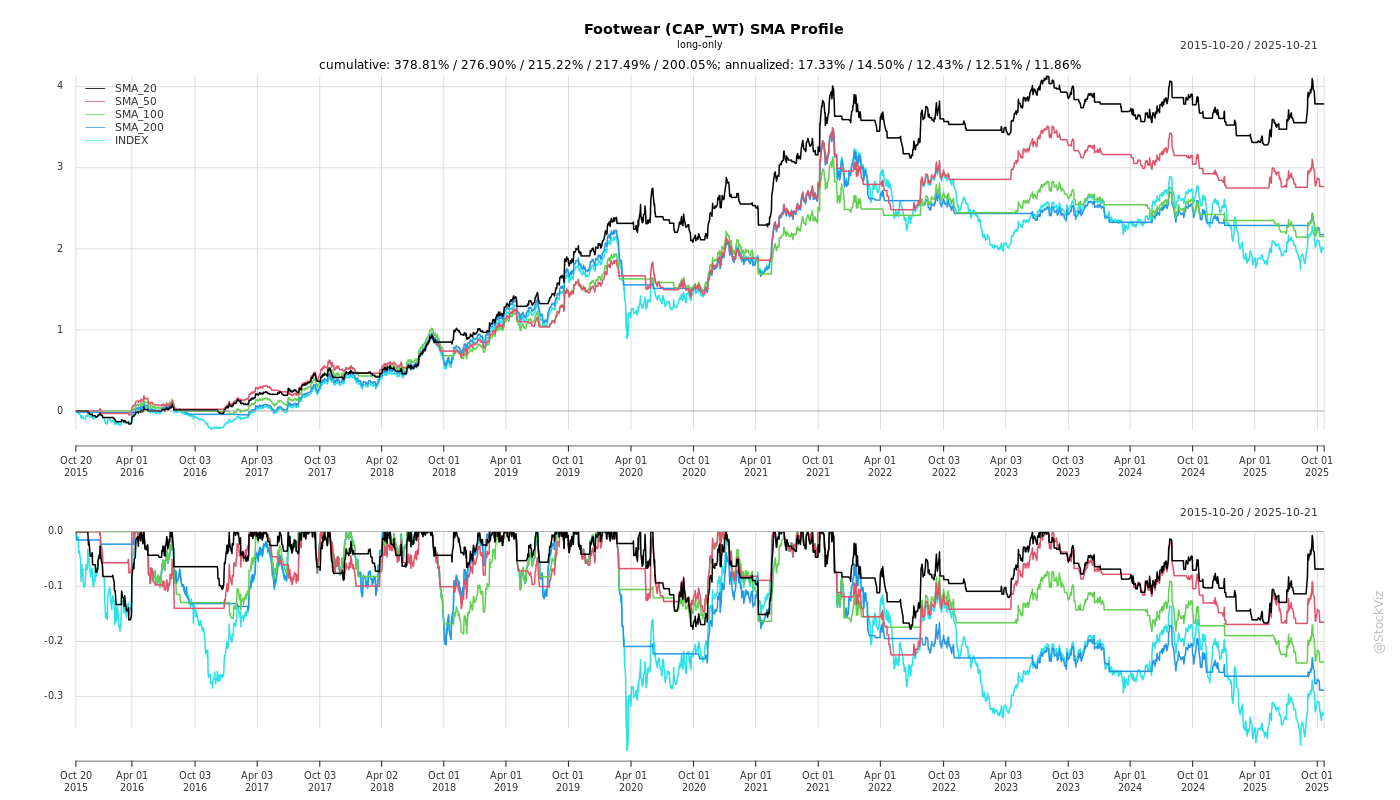 Footwear (CAP_WT) SMA Profile
long-only
2015-10-20 / 2025-10-21
cumulative: 378.81% / 276.90% / 215.22% / 217.49% / 200.05%; annualized: 17.33% / 14.50% / 12.43% / 12.51% / 11.86%
4
3
2
1
0
SMA_20
SMA_50
SMA_100
SMA_200
INDEX
Oct 20 Apr 01 Oct 03 Apr 03 Oct 03 Apr 02 Oct 01 Apr 01 Oct 01 Apr 01 Oct 01 Apr 01 Oct 01 Apr 01 Oct 03 Apr 03 Oct 03 Apr 01 Oct 01 Apr 01 Oct 01
2015 2016 2016 2017 2017 2018 2018 2019 2019 2020 2020 2021 2021 2022 2022 2023 2023 2024 2024 2025 2025
2015-10-20 / 2025-10-21
0.0
-0.1
-0.2
-0.3
Oct 20 Apr 01 Oct 03 Apr 03 Oct 03 Apr 02 Oct 01 Apr 01 Oct 01 Apr 01 Oct 01 Apr 01 Oct 01 Apr 01 Oct 03 Apr 03 Oct 03 Apr 01 Oct 01 Apr 01 Oct 01
2015 2016 2016 2017 2017 2018 2018 2019 2019 2020 2020 2021 2021 2022 2022 2023 2023 2024 2024 2025 2025
@StockViz